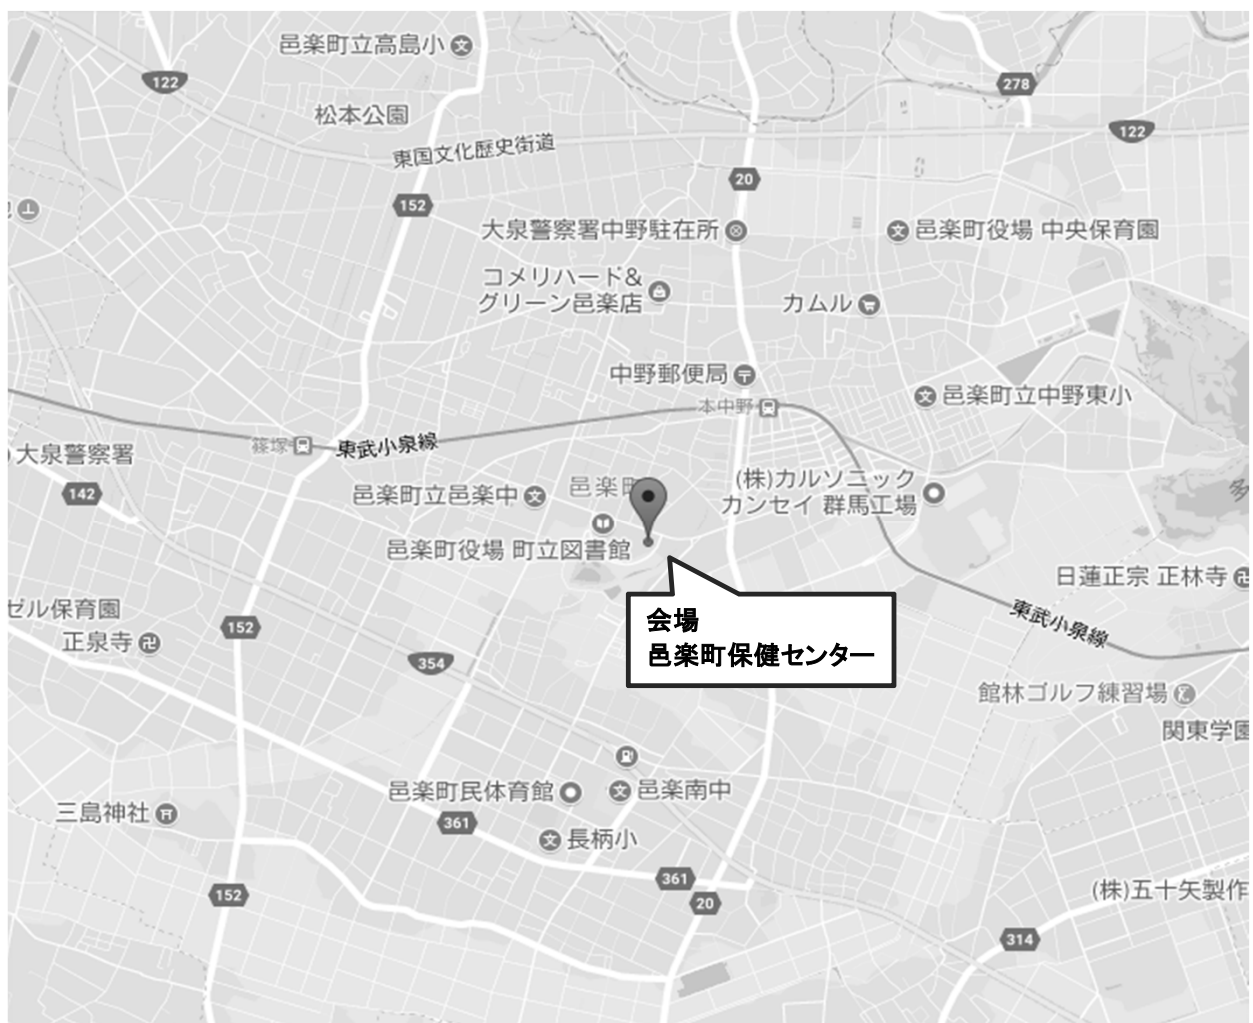 邑楽町立高島小
122
278
松本公園
122
東国文化歴史街道
20
152
大泉警察署中野駐在所
邑楽町役場 中央保育園
コメリハード&
グリーン邑楽店
カムル
中野郵便局
邑楽町立中野東小
本中野
篠塚
東武小泉線
大泉警察署
(株)カルソニック
カンセイ 群馬工場
142
邑楽町立邑楽中
邑楽町
多
邑楽町役場 町立図書館
日蓮正宗 正林寺
ゼル保育園
会場
邑楽町保健センター
東武小泉線
152
正泉寺
354
館林ゴルフ練習場
関東学園
邑楽町民体育館
邑楽南中
三島神社
361
長柄小
361
152
20
(株)五十矢製作
314